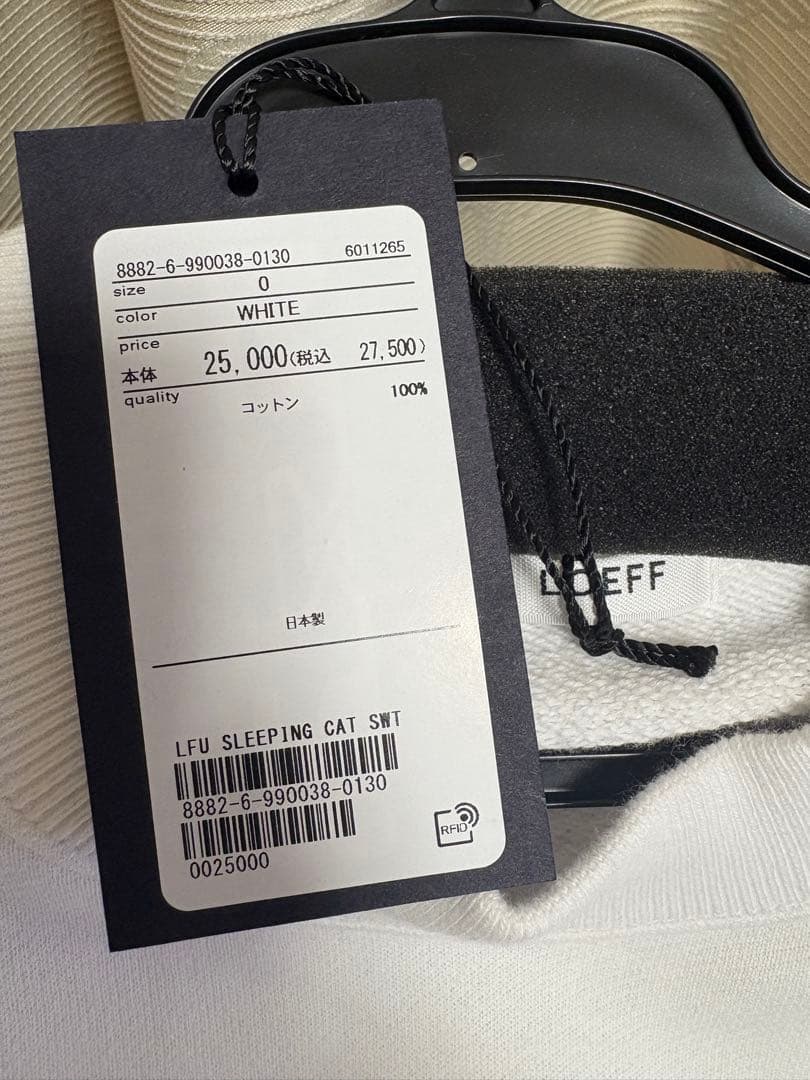 8882-6-990038-0130 6011265
size 0
color WHITE
price
本体 25,000(税込 27,500)
quality コットン 100%
日本製
LFU SLEEPING CAT SWT
8882-6-990038-0130
0025000
RFID
LOEFF